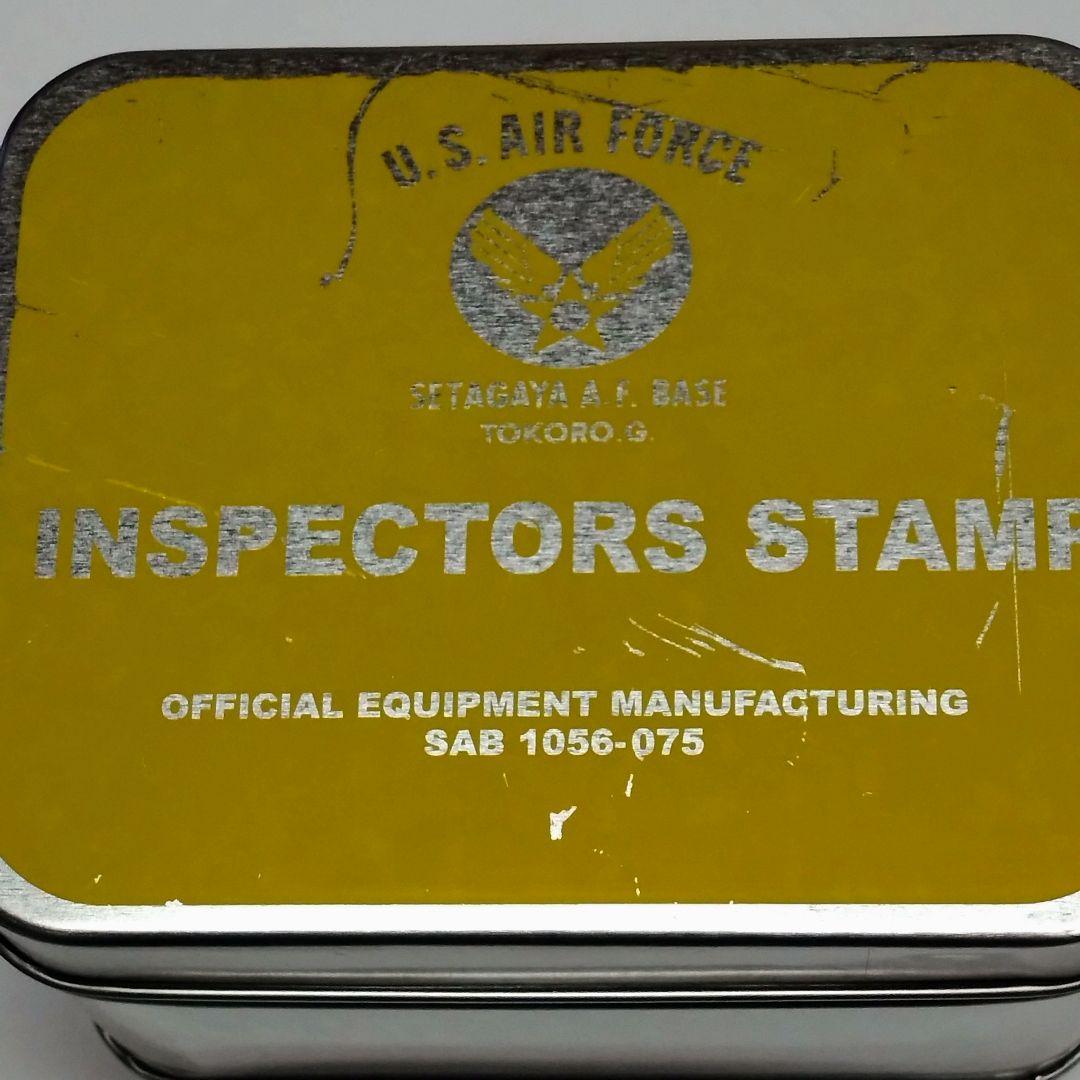 U.S. AIR FORCE
SETAGAYA A.F. BASE
TOKORO.G.
INSPECTORS STAMP
OFFICIAL EQUIPMENT MANUFACTURING
SAB 1056-075